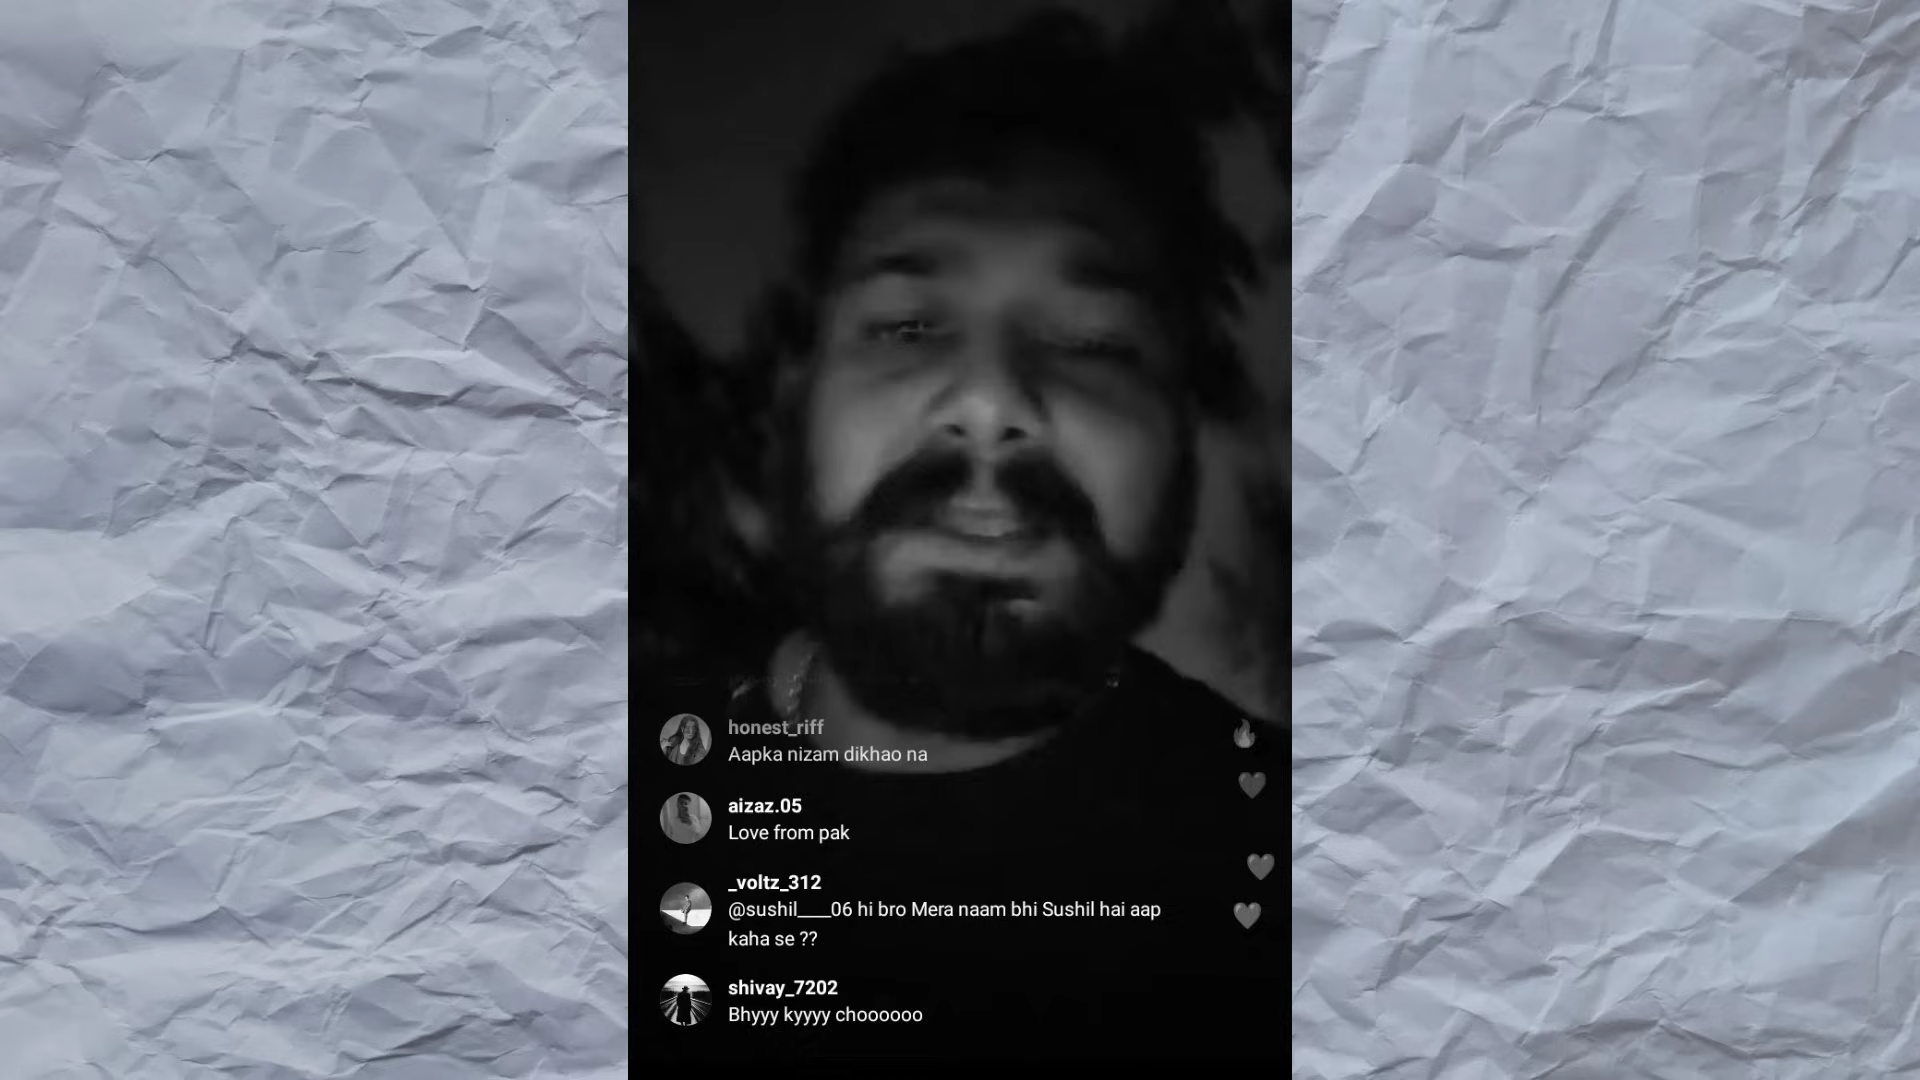 honest_riff
Aapka nizam dikhao na
aizaz.05
Love from pak
_voltz_312
@sushil____06 hi bro Mera naam bhi Sushil hai aap
kaha se ??
shivay_7202
Bhyyy kyyyy choooooo